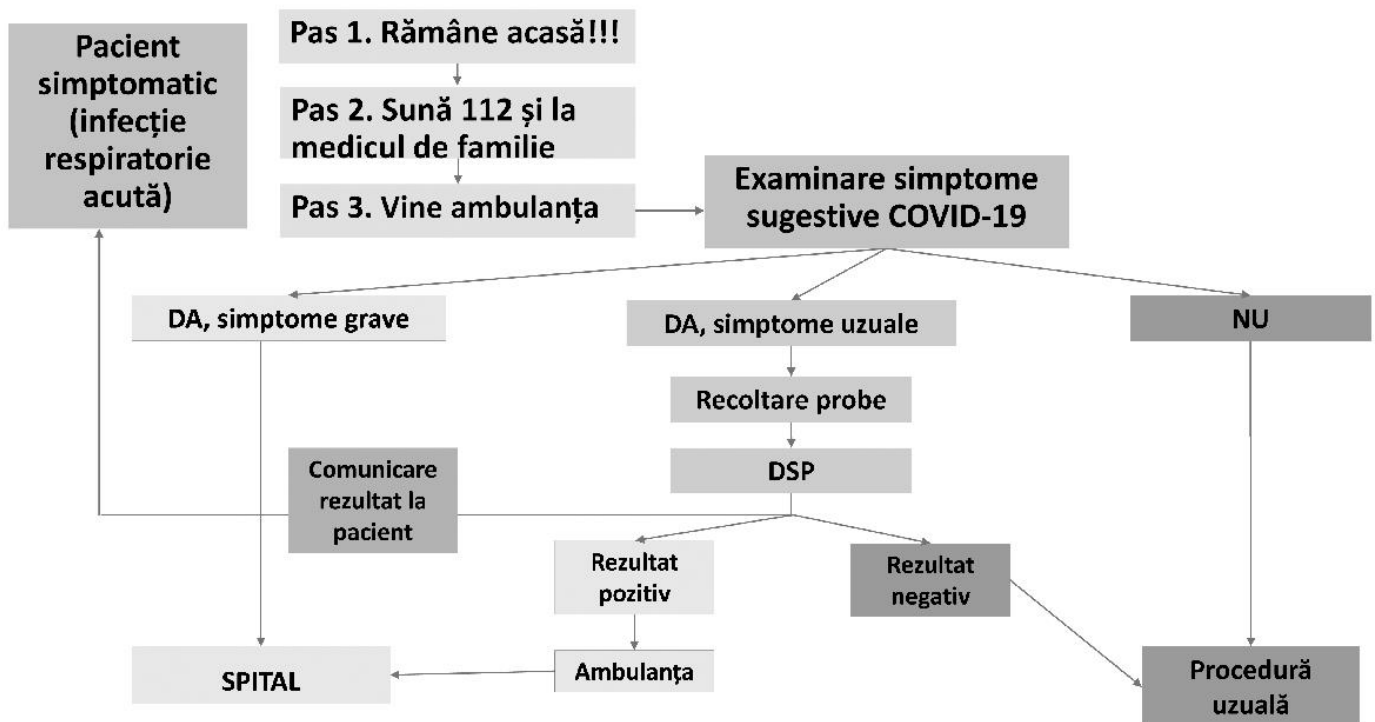 Pacient
simptomatic
(infecție
respiratorie
acută)
Pas 1. Rămâne acasă!!!
Pas 2. Sună 112 și la
medicul de familie
Pas 3. Vine ambulanța
Examinare simptome
sugestive COVID-19
DA, simptome grave
DA, simptome uzuale
NU
Recoltare probe
DSP
Comunicare
rezultat la
pacient
Rezultat
pozitiv
Rezultat
negativ
SPITAL
Ambulanța
Procedură
uzuală